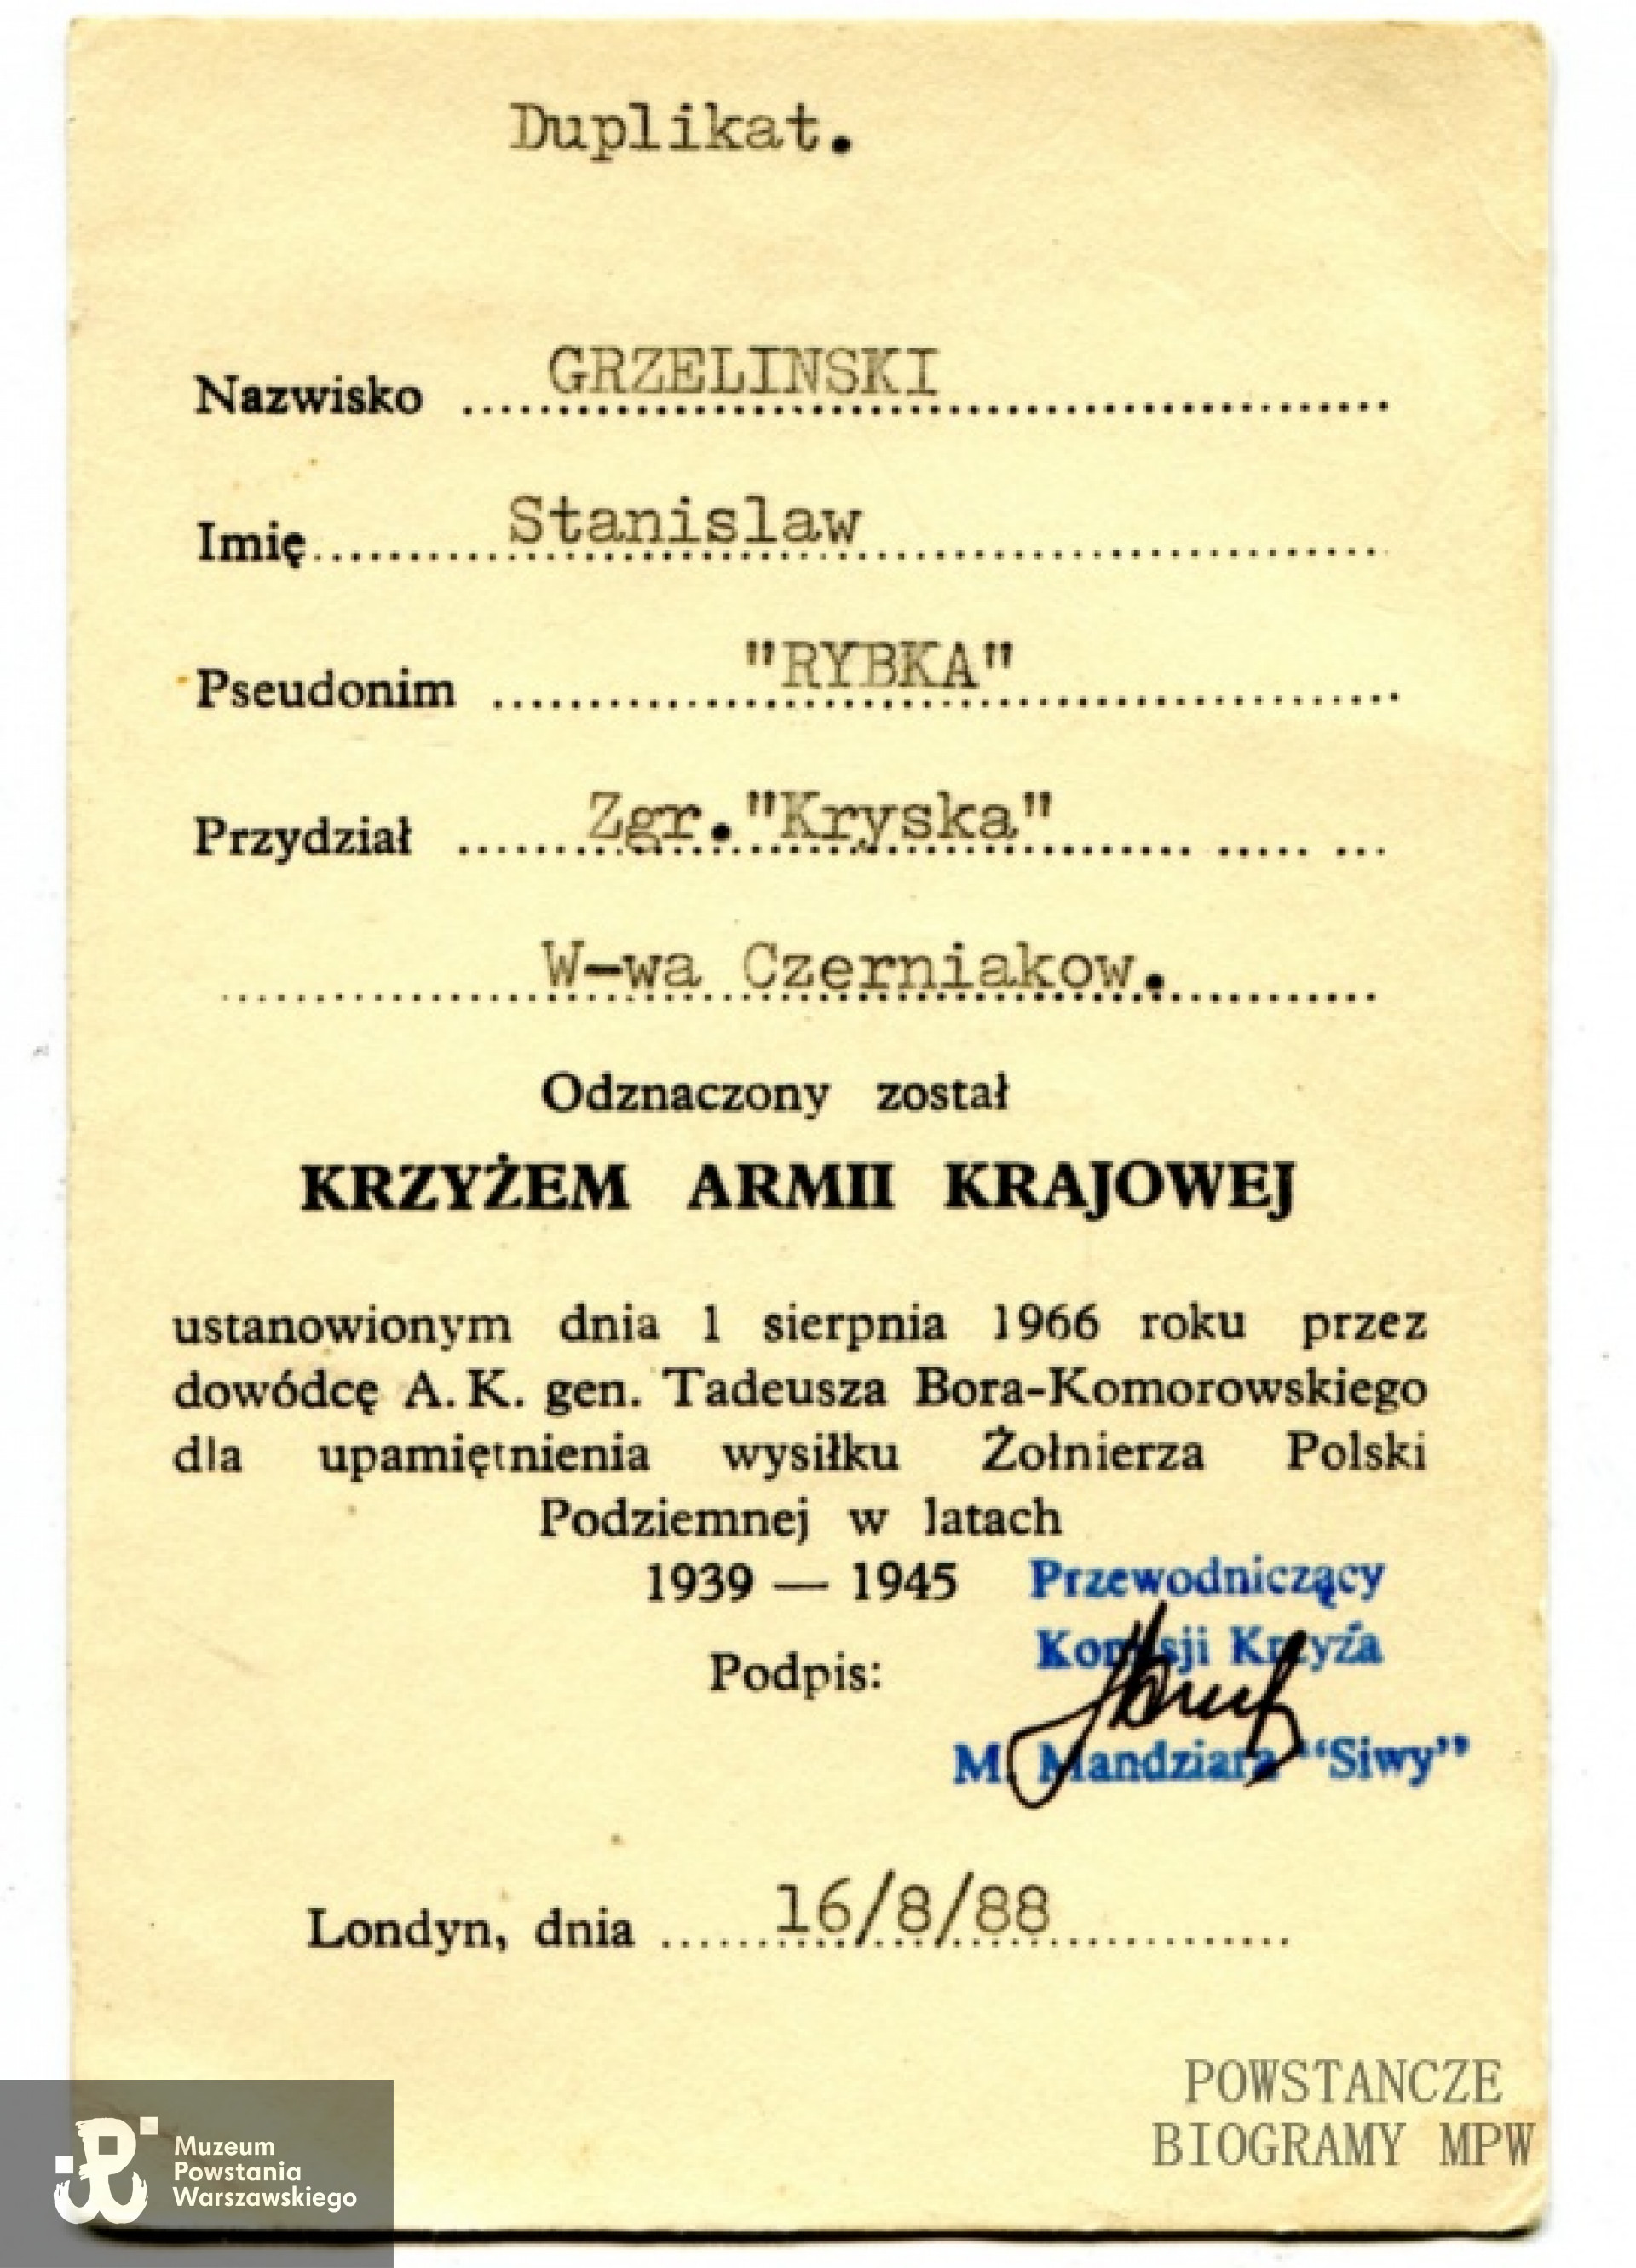 Duplikat.
Nazwisko GRZELINSKI
Imię Stanislaw
Pseudonim "RYBKA"
Przydział Zgr."Kryska"
W-wa Czerniakow.
Odznaczony został
KRZYŻEM ARMII KRAJOWEJ
ustanowionym dnia 1 sierpnia 1966 roku przez
dowódcę A. K. gen. Tadeusza Bora-Komorowskiego
dla upamiętnienia wysiłku Żołnierza Polski
Podziemnej w latach
1939 — 1945
Przewodniczący
Komisji Krzyża
Podpis:
M. Mandziara "Siwy"
Londyn, dnia 16/8/88
POWSTANCZE
BIOGRAMY MPW
Muzeum
Powstania
Warszawskiego